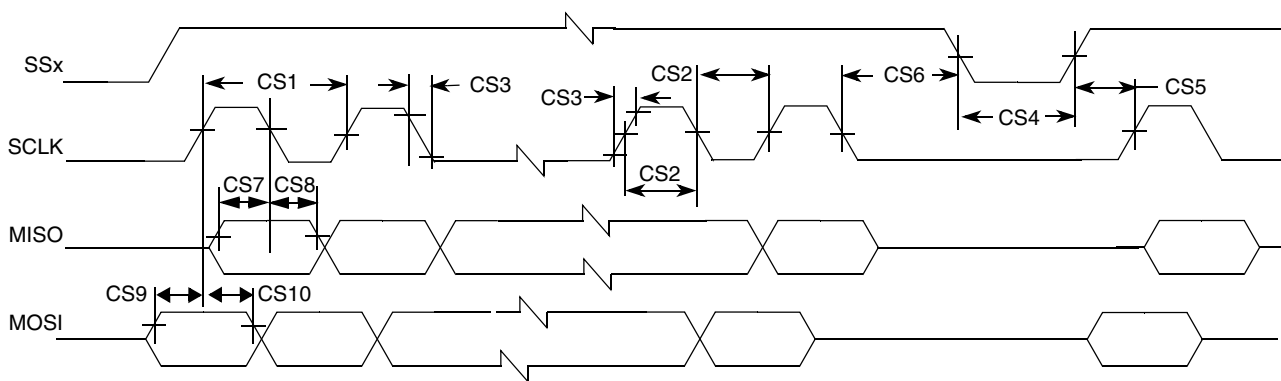 SSx
CS1
CS3
CS3
CS2
CS6
CS5
CS4
SCLK
CS2
CS7
CS8
MISO
CS9
CS10
MOSI